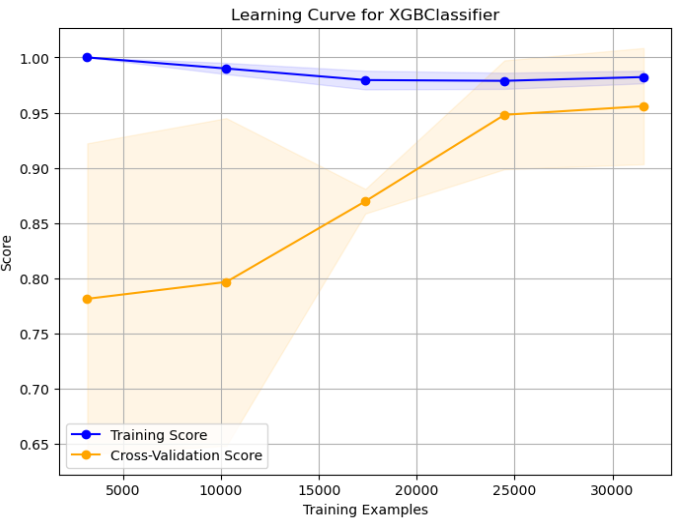 Learning Curve for XGBClassifier
1.00
0.95
0.90
0.85
0.80
0.75
0.70
0.65
Score
Training Score
Cross-Validation Score
5000 10000 15000 20000 25000 30000
Training Examples